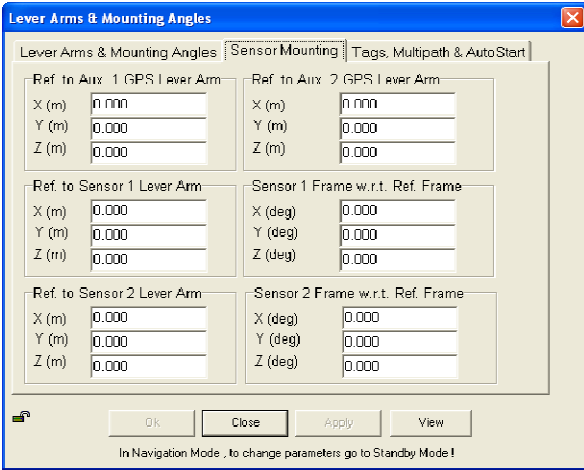 Lever Arms & Mounting Angles
Lever Arms & Mounting Angles Sensor Mounting Tags, Multipath & AutoStart
Ref. to Aux. 1 GPS Lever Arm
X (m) 0.000
Y (m) 0.000
Z (m) 0.000
Ref. to Aux. 2 GPS Lever Arm
X (m) 0.000
Y (m) 0.000
Z (m) 0.000
Ref. to Sensor 1 Lever Arm
X (m) 0.000
Y (m) 0.000
Z (m) 0.000
Sensor 1 Frame w.r.t. Ref. Frame
X (deg) 0.000
Y (deg) 0.000
Z (deg) 0.000
Ref. to Sensor 2 Lever Arm
X (m) 0.000
Y (m) 0.000
Z (m) 0.000
Sensor 2 Frame w.r.t. Ref. Frame
X (deg) 0.000
Y (deg) 0.000
Z (deg) 0.000
Ok Close Apply View
In Navigation Mode , to change parameters go to Standby Mode !